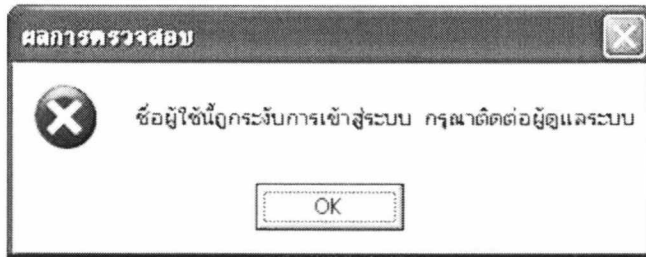 ผลการตรวจสอบ
ชื่อผู้ใช้นี้ถูกระงับการเข้าสู่ระบบ กรุณาติดต่อผู้ดูแลระบบ
OK